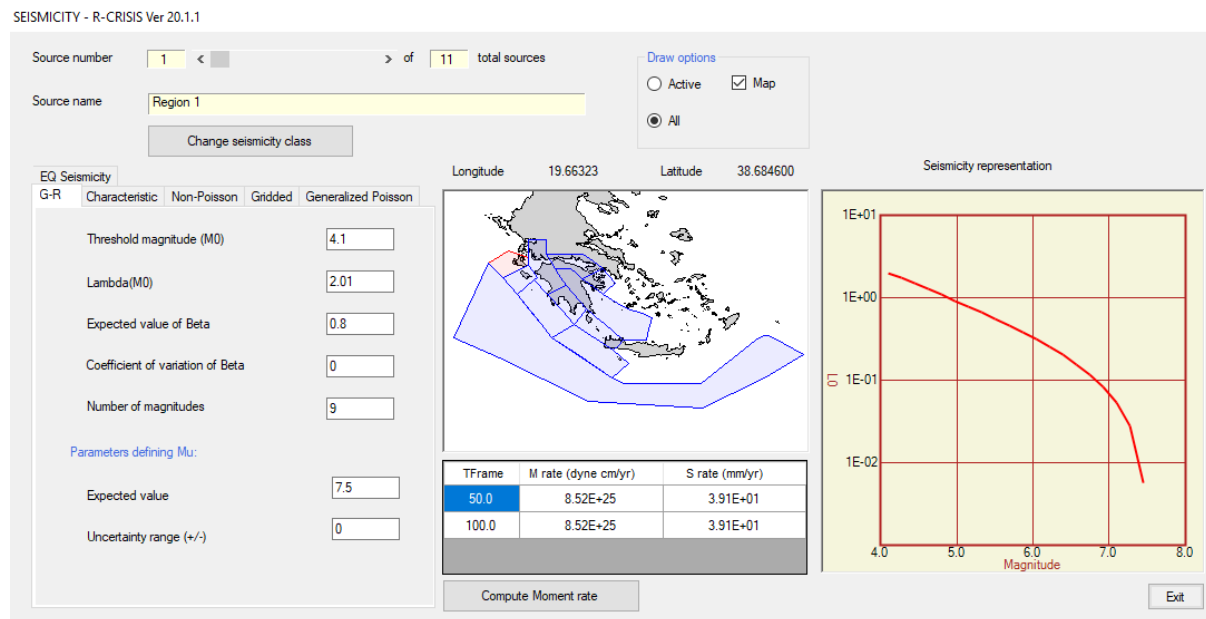 SEISMICITY - R-CRISIS Ver 20.1.1
Source number 1 of 11 total sources
Source name Region 1
Change seismicity class
Draw options
Active Map
All
EQ Seismicity
G-R Characteristic Non-Poisson Gridded Generalized Poisson
Threshold magnitude (M0) 4.1
Lambda(M0) 2.01
Expected value of Beta 0.8
Coefficient of variation of Beta 0
Number of magnitudes 9
Parameters defining Mu:
Expected value 7.5
Uncertainty range (+/-) 0
Longitude 19.66323 Latitude 38.684600
TFrame M rate (dyne cm/yr) S rate (mm/yr)
50.0 8.52E+25 3.91E+01
100.0 8.52E+25 3.91E+01
Compute Moment rate
Seismicity representation
1E+01
1E+00
L0
1E-01
1E-02
4.0 5.0 6.0 7.0 8.0
Magnitude
Exit